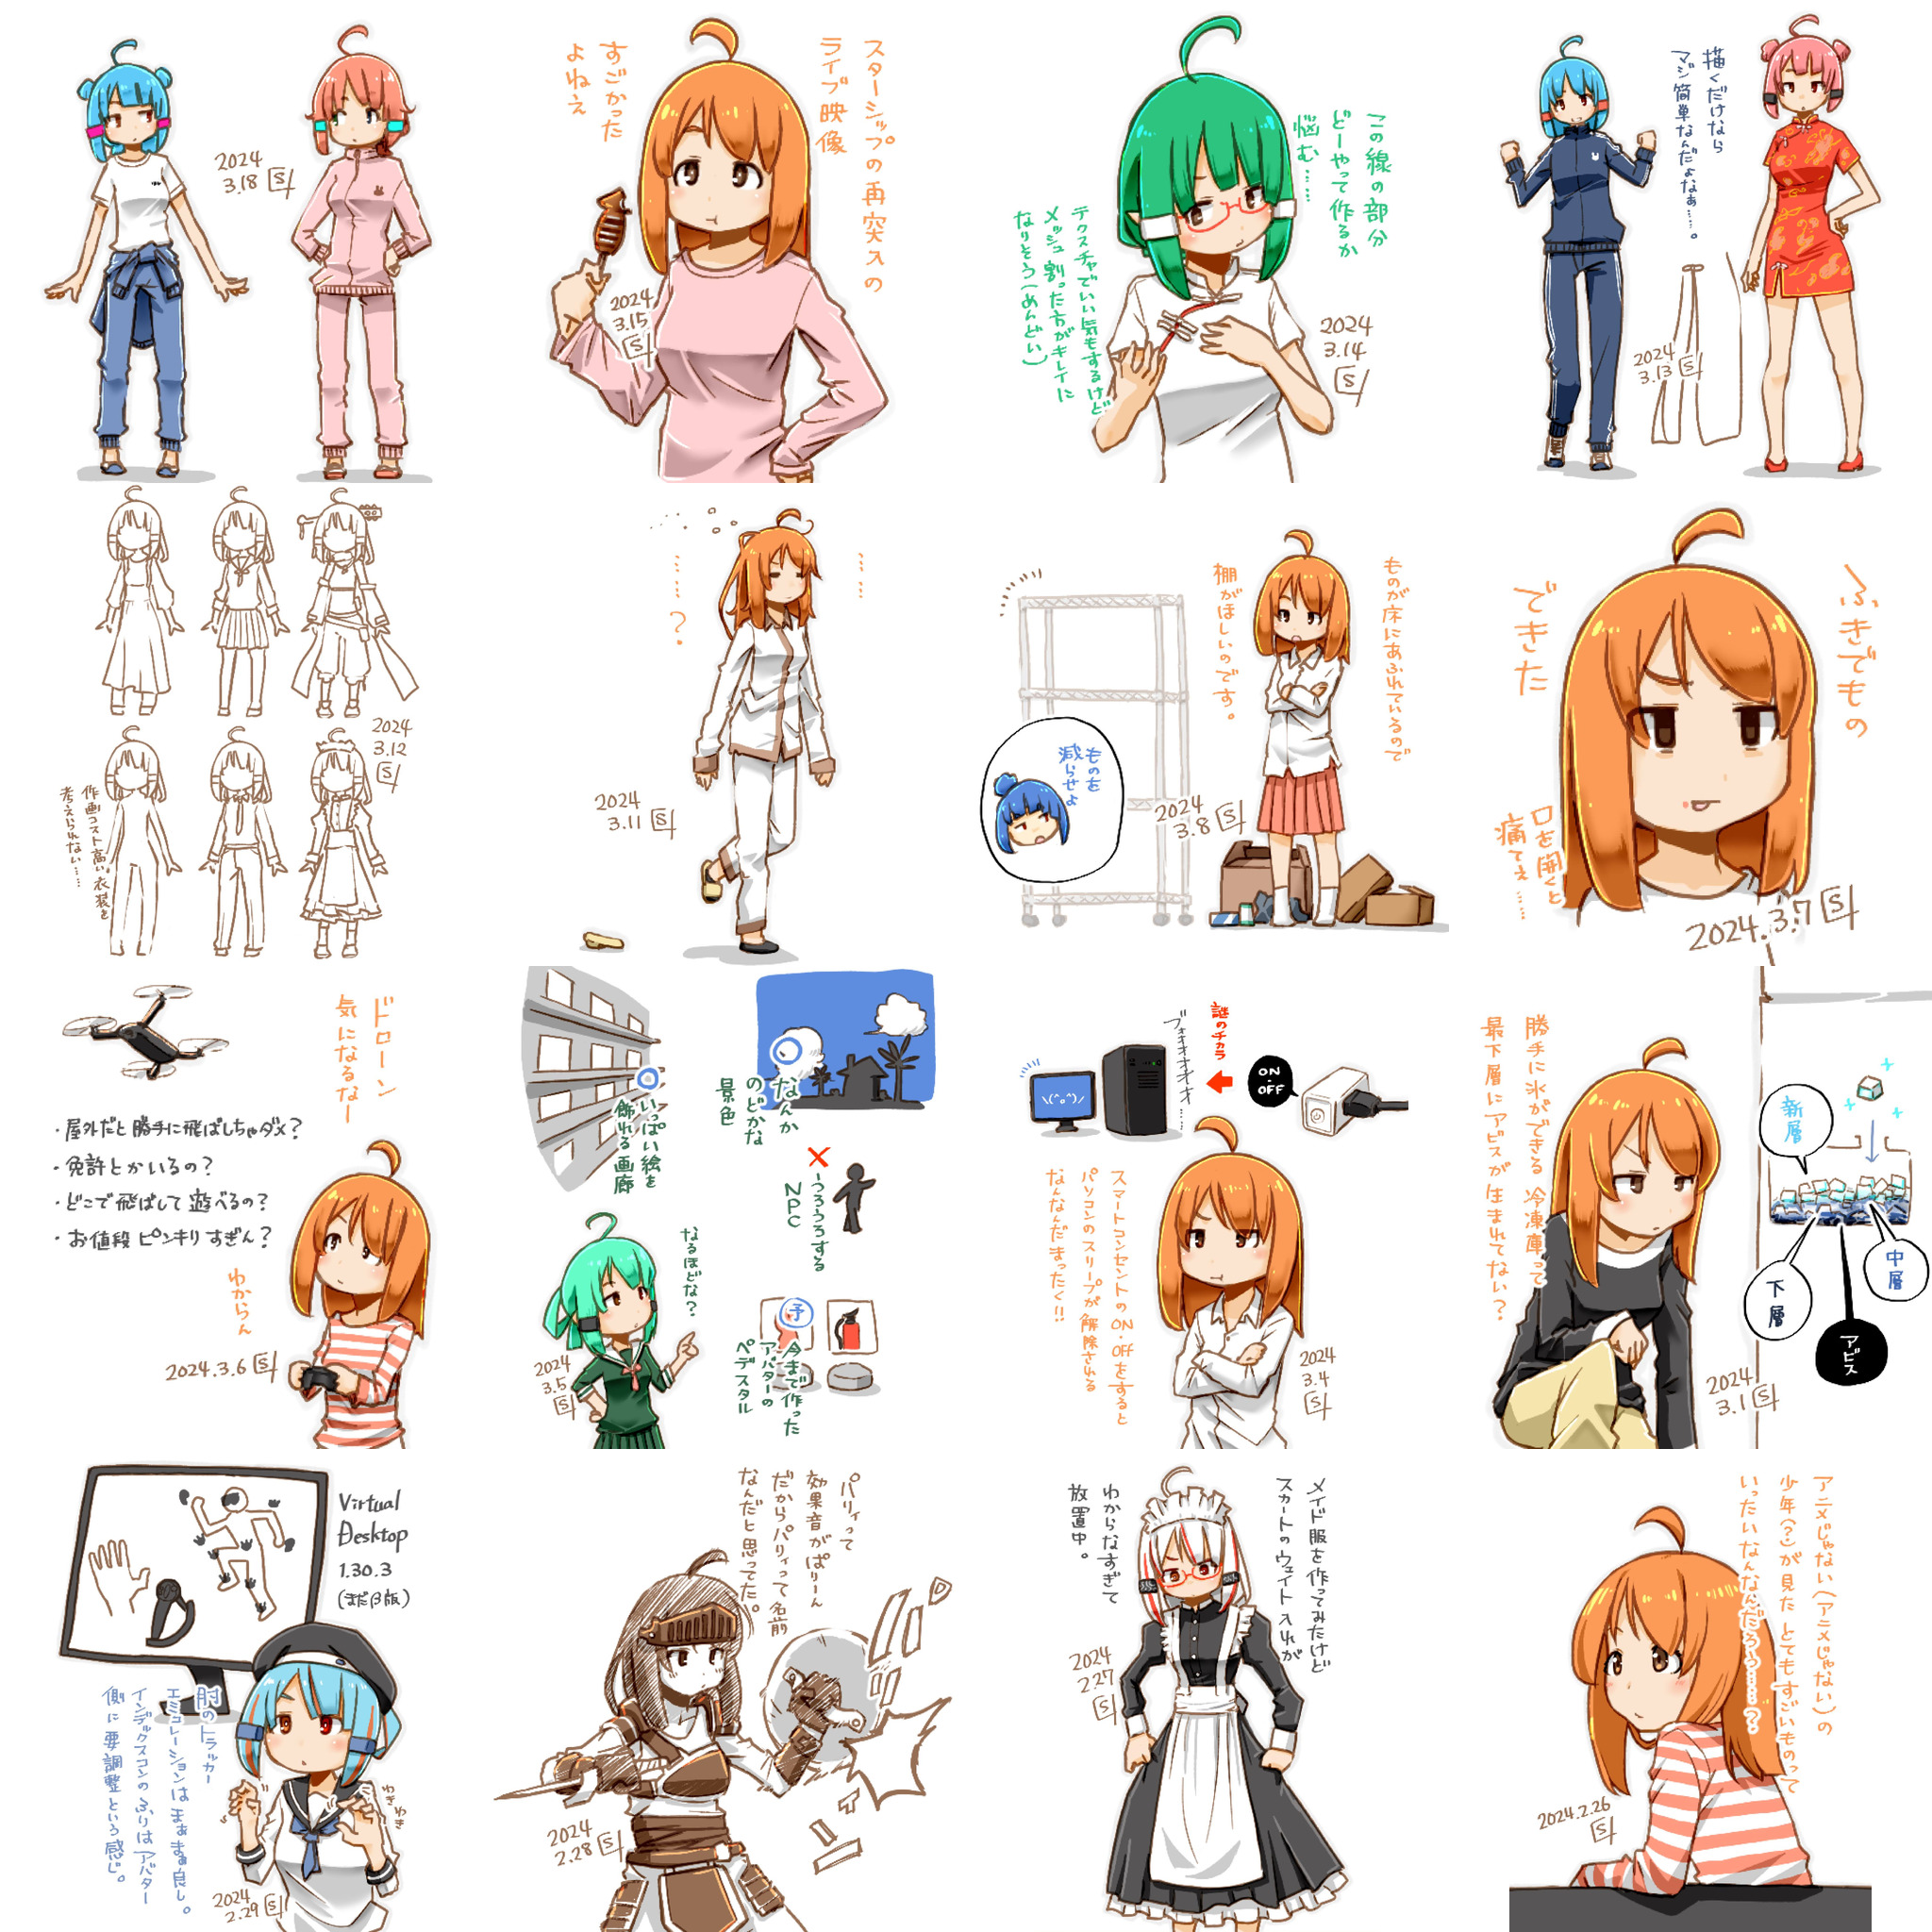 2024
3.18 S
スターシップの再突入の
ライブ映像
すごかった
よねえ
2024
3.15
S
この線の部分
どーやって作るか
悩む……
テクスチャでいい気もするけど
メッシュ割った方がキレイに
なりそう(めんどい)
2024
3.14
S
描くだけなら
マジ簡単なんだよなぁ……。
2024
3.13 S
2024
3.12
S
作画コスト高い衣装を
考えられない……
……
……?
2024
3.11 S
ものが床にあふれているので
棚がほしいのです。
ものを
減らせよ
2024
3.8 S
ふきでもの
できた
口を開くと
痛てぇ……
2024.3.7 S
ドローン
気になるなー
・屋外だと勝手に飛ばしちゃダメ?
・免許とかいるの?
・どこで飛ばして遊べるの?
・お値段ピンキリすぎん?
わからん
2024.3.6 S
いっぱい絵を
飾れる画廊
なんか
のどかな
景色
うろうろする
NPC
なるほどな?
予
今まで作った
アバターの
ペデスタル
2024
3.5
S
\(^o^)/
ブォォォォォォ……
謎のチカラ
ON・OFF
スマートコンセントのON・OFFをすると
パソコンのスリープが解除される
なんなんだまったく!!
2024
3.4
S
勝手に氷ができる冷凍庫って
最下層にアビスが生まれてない?
新層
中層
下層
アビス
2024
3.1 S
Virtual
Desktop
1.30.3
(まだβ版)
肘のトラッカー
エミュレーションはまぁまぁ良し。
インデックスコンのふりはアバター
側に要調整という感じ。
わきわき
2024
2.29 S
パリィって
効果音がぱりーん
だからパリィって名前
なんだと思ってた。
2024
2.28 S
メイド服を作ってみたけど
スカートのウェイト入れが
わからなすぎて
放置中。
2024
2.27
S
アニメじゃない(アニメじゃない)の
少年(?)が見たとてもすごいものって
いったいなんなんだろう……?
2024.2.26
S